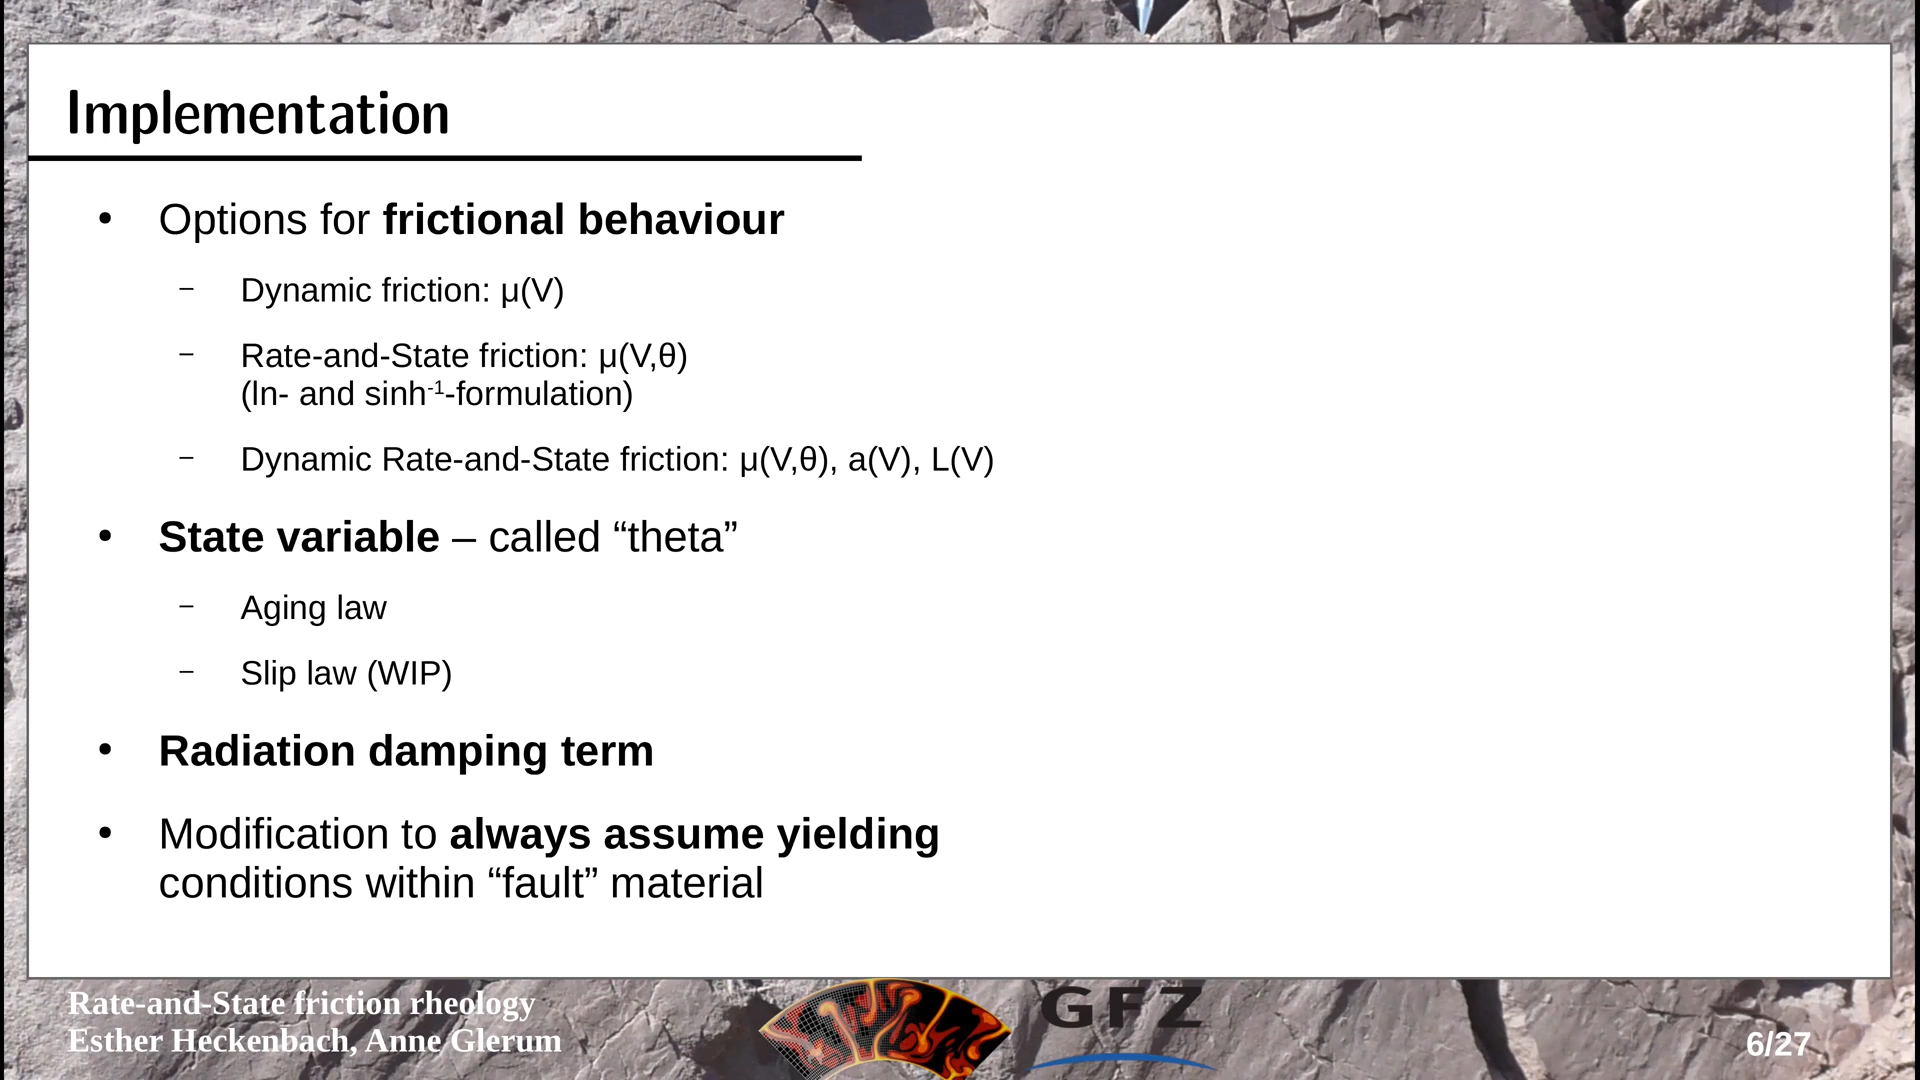 Implementation
• Options for frictional behaviour
– Dynamic friction: μ(V)
– Rate-and-State friction: μ(V,θ)
(ln- and sinh⁻¹-formulation)
– Dynamic Rate-and-State friction: μ(V,θ), a(V), L(V)
• State variable – called “theta”
– Aging law
– Slip law (WIP)
• Radiation damping term
• Modification to always assume yielding
conditions within “fault” material
Rate-and-State friction rheology
Esther Heckenbach, Anne Glerum
GFZ
6/27